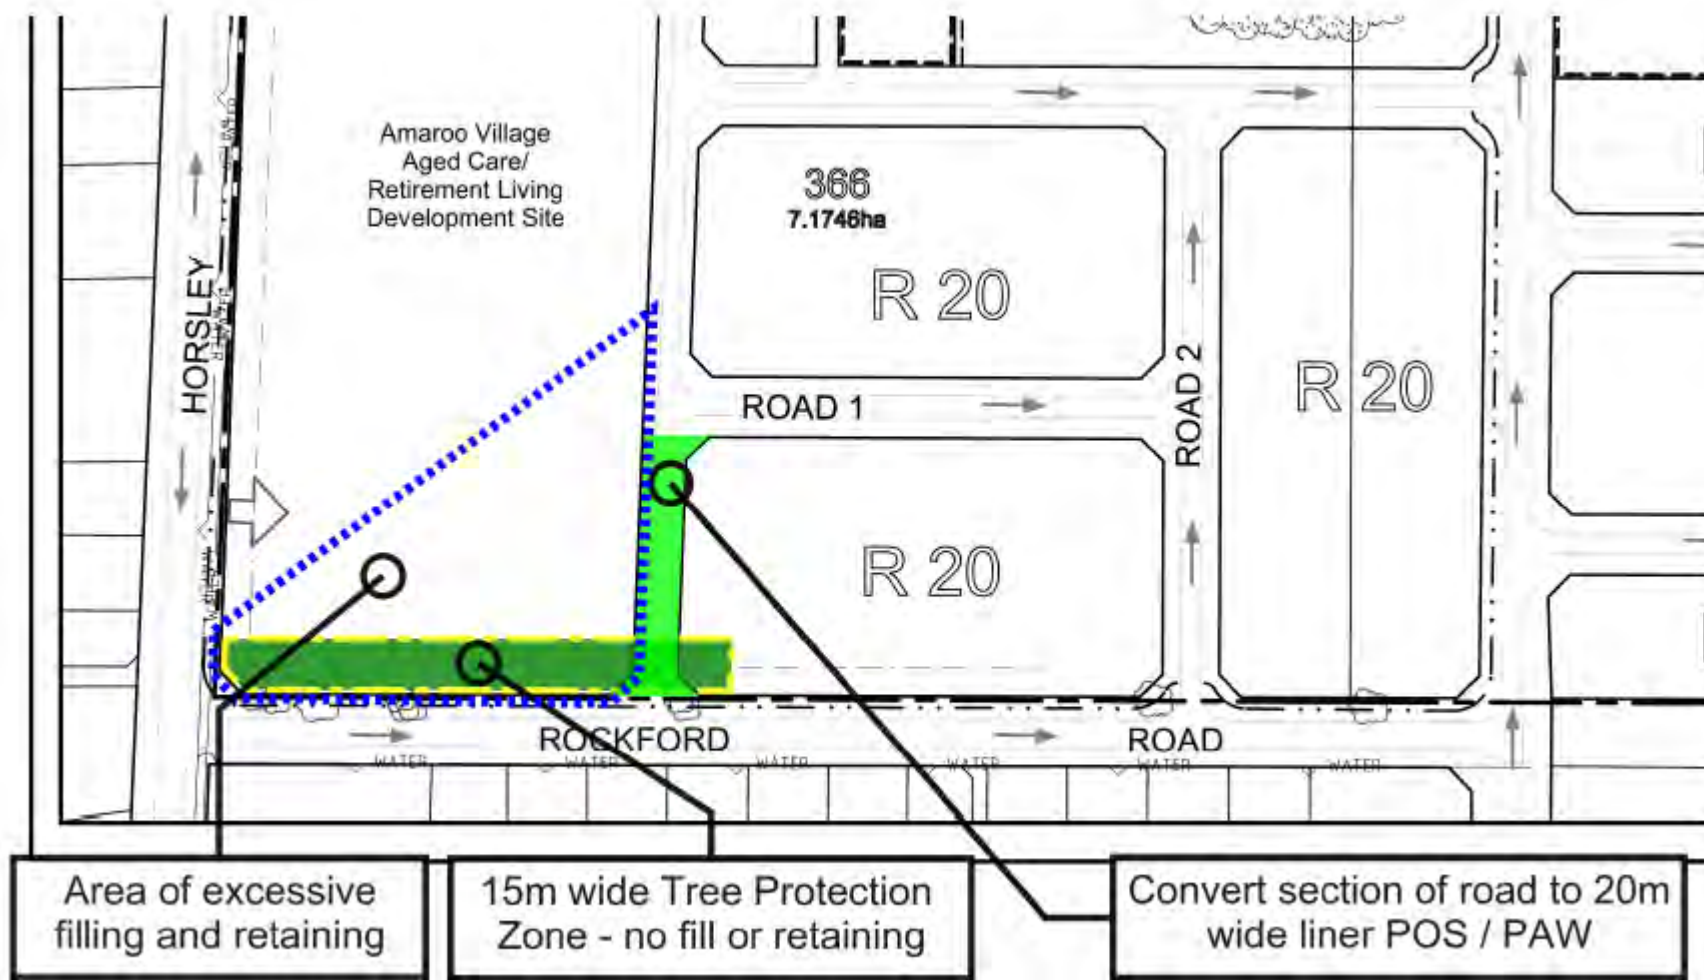 Amaroo Village
Aged Care/
Retirement Living
Development Site
366
7.1746ha
R 20
HORSLEY
ROAD 1
ROAD 2
R 20
R 20
ROCKFORD ROAD
WATER WATER WATER WATER WATER WATER
Area of excessive
filling and retaining
15m wide Tree Protection
Zone - no fill or retaining
Convert section of road to 20m
wide liner POS / PAW